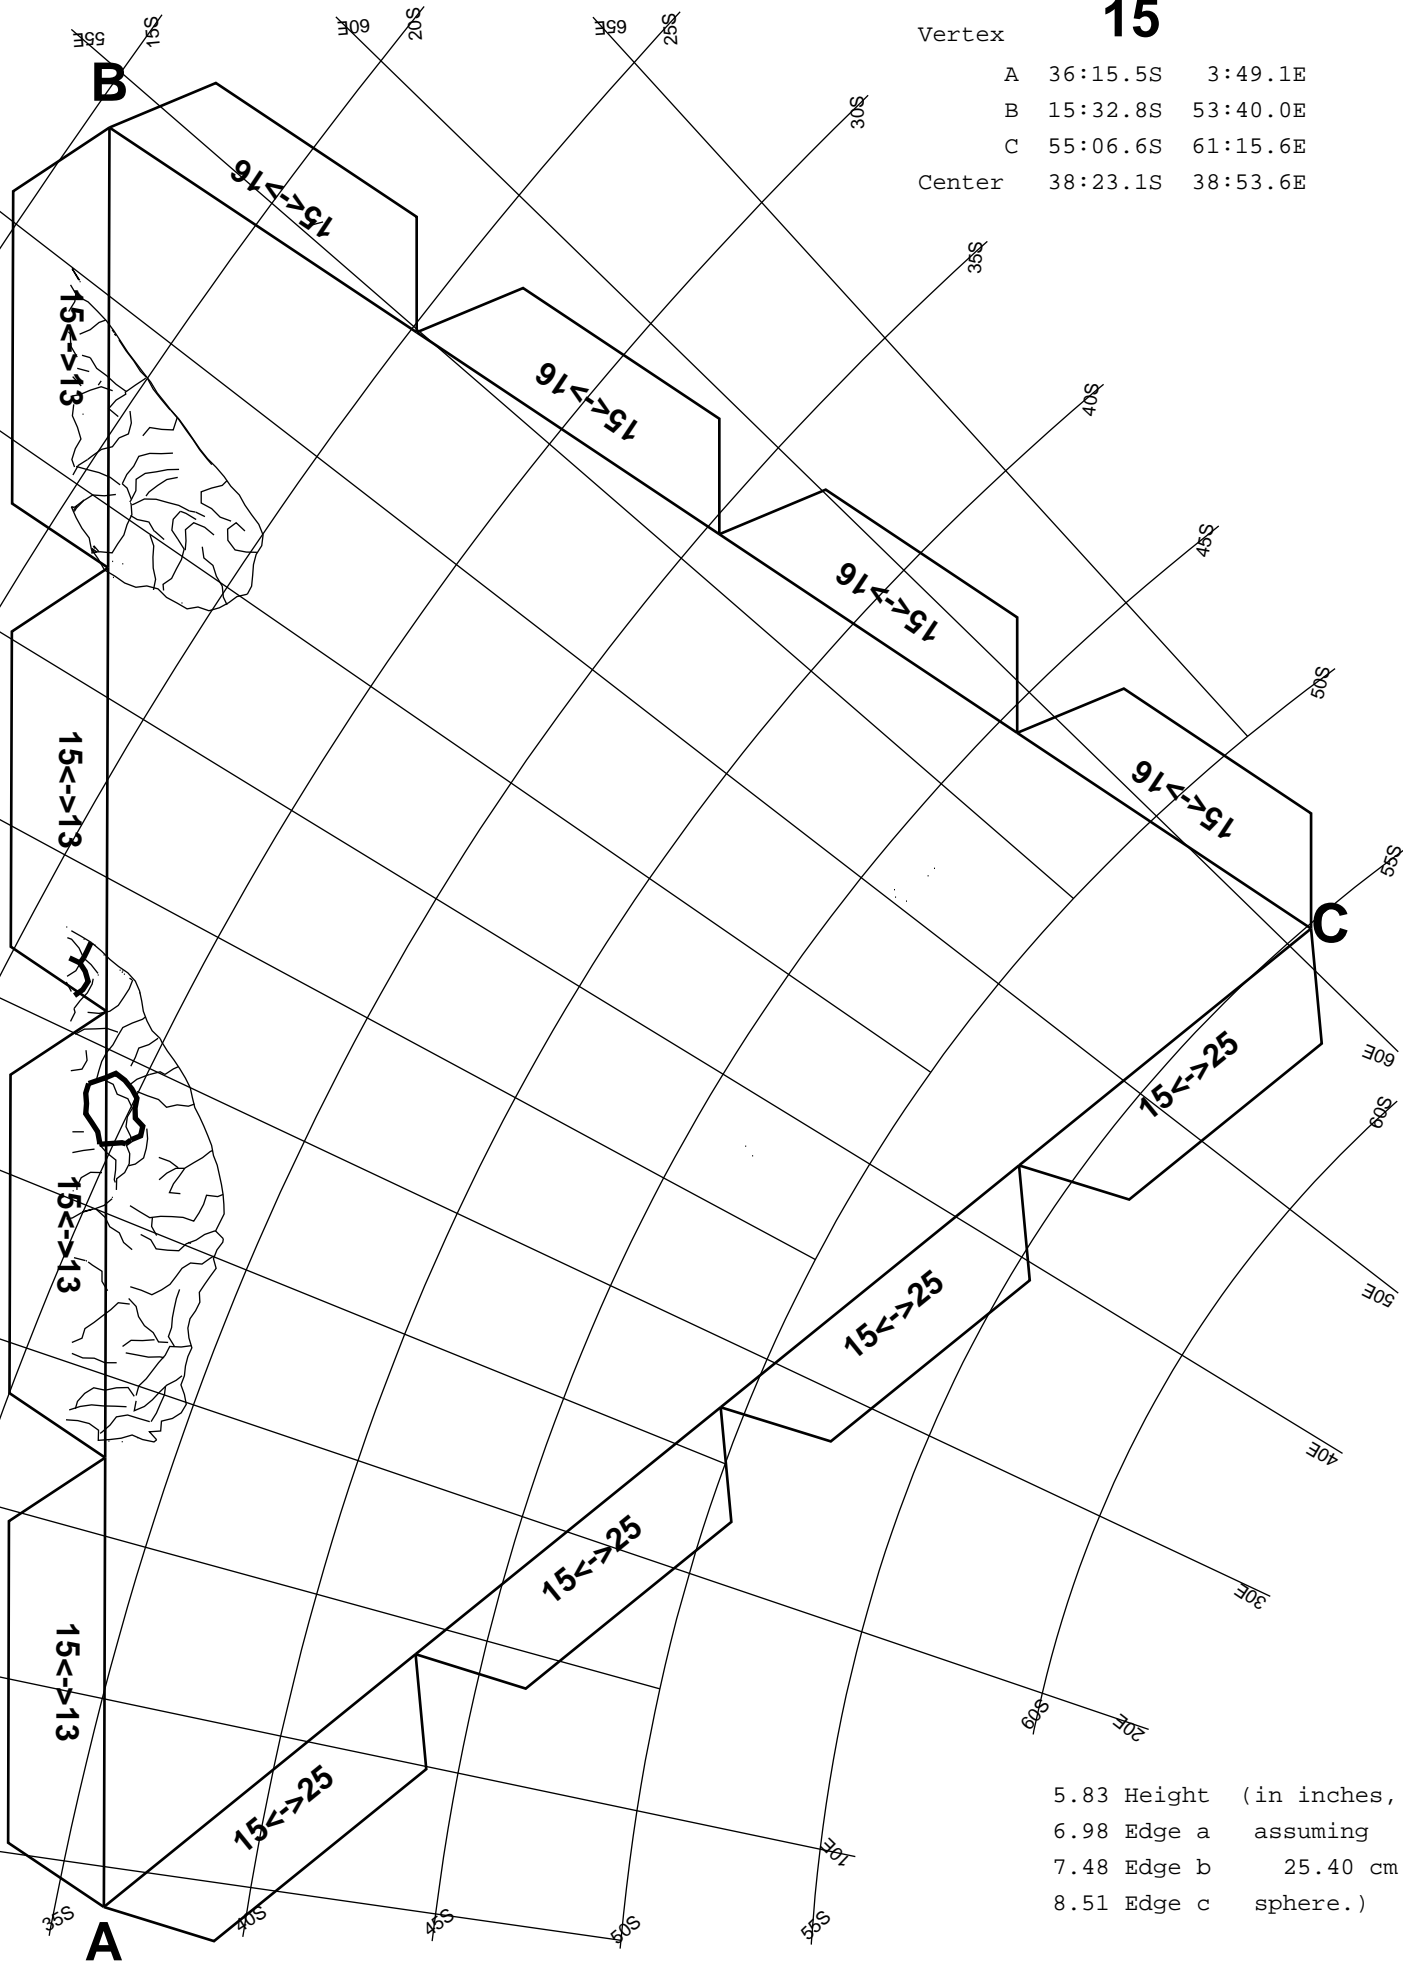 15
Vertex
A 36:15.5S 3:49.1E
B 15:32.8S 53:40.0E
C 55:06.6S 61:15.6E
Center 38:23.1S 38:53.6E
55E
15S
60E
20S
65E
25S
B
30S
15<->16
35S
15<->13
15<->16
40S
45S
15<->16
50S
15<->13
15<->16
55S
C
60E
15<->25
60S
15<->13
50E
15<->25
40E
15<->25
30E
15<->13
60S
20E
15<->25
10E
35S
40S
45S
50S
55S
A
5.83 Height (in inches,
6.98 Edge a assuming
7.48 Edge b 25.40 cm
8.51 Edge c sphere.)